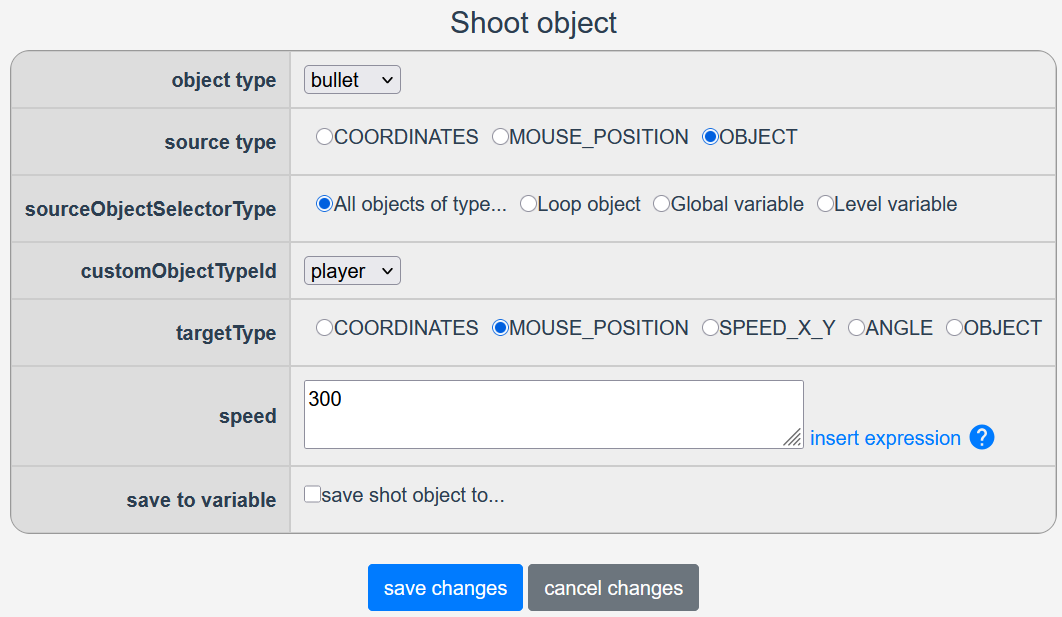 Shoot object
object type bullet
source type COORDINATES MOUSE_POSITION OBJECT
sourceObjectSelectorType All objects of type... Loop object Global variable Level variable
customObjectTypeId player
targetType COORDINATES MOUSE_POSITION SPEED_X_Y ANGLE OBJECT
speed 300 insert expression ?
save to variable save shot object to...
save changes cancel changes